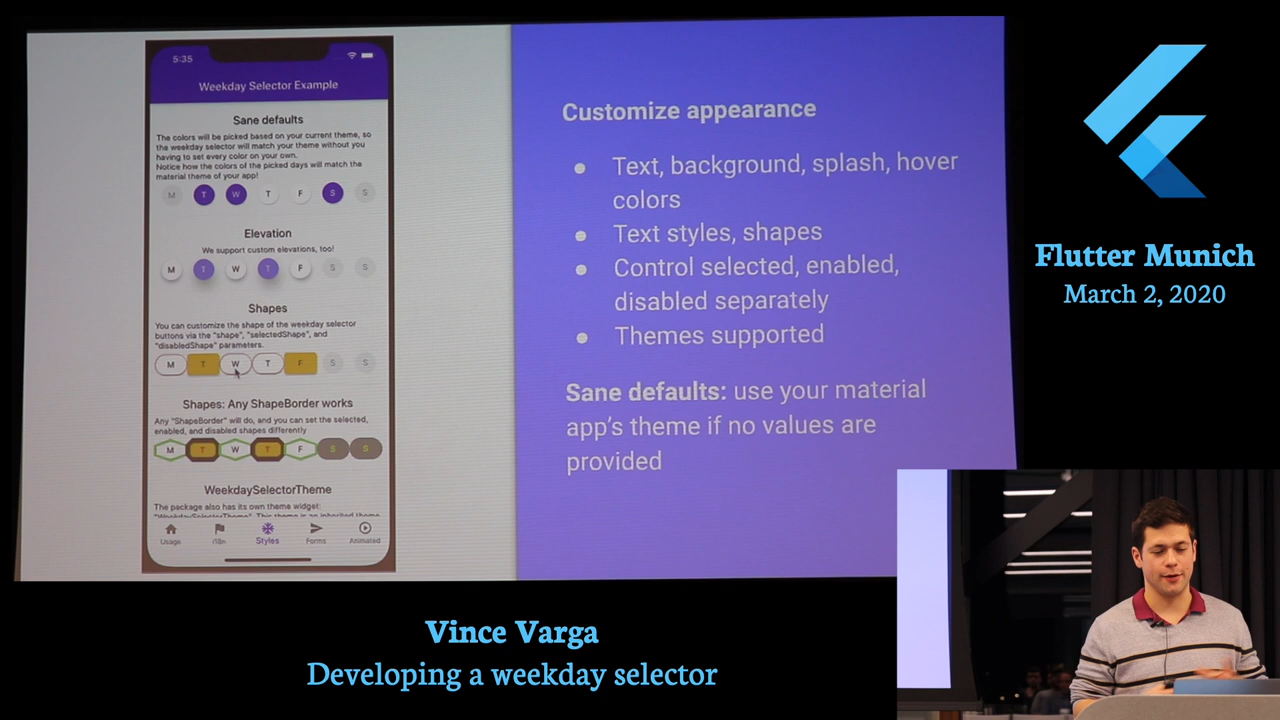 5:35
Weekday Selector Example
Sane defaults
The colors will be picked based on your current theme, so
the weekday selector will match your theme without you
having to set every color on your own.
Notice how the colors of the picked days will match the
material theme of your app!
M T W T F S S
Elevation
We support custom elevations, too!
M T W T F S S
Shapes
You can customize the shape of the weekday selector
buttons via the "shape", "selectedShape", and
"disabledShape" parameters.
M T W T F S S
Shapes: Any ShapeBorder works
Any "ShapeBorder" will do, and you can set the selected,
enabled, and disabled shapes differently
M T W T F S S
WeekdaySelectorTheme
The package also has its own theme widget:
"WeekdaySelectorTheme". This theme is an inherited theme
Usage i18n Styles Forms Animated
Customize appearance
● Text, background, splash, hover
colors
● Text styles, shapes
● Control selected, enabled,
disabled separately
● Themes supported
Sane defaults: use your material
app's theme if no values are
provided
Flutter Munich
March 2, 2020
Vince Varga
Developing a weekday selector